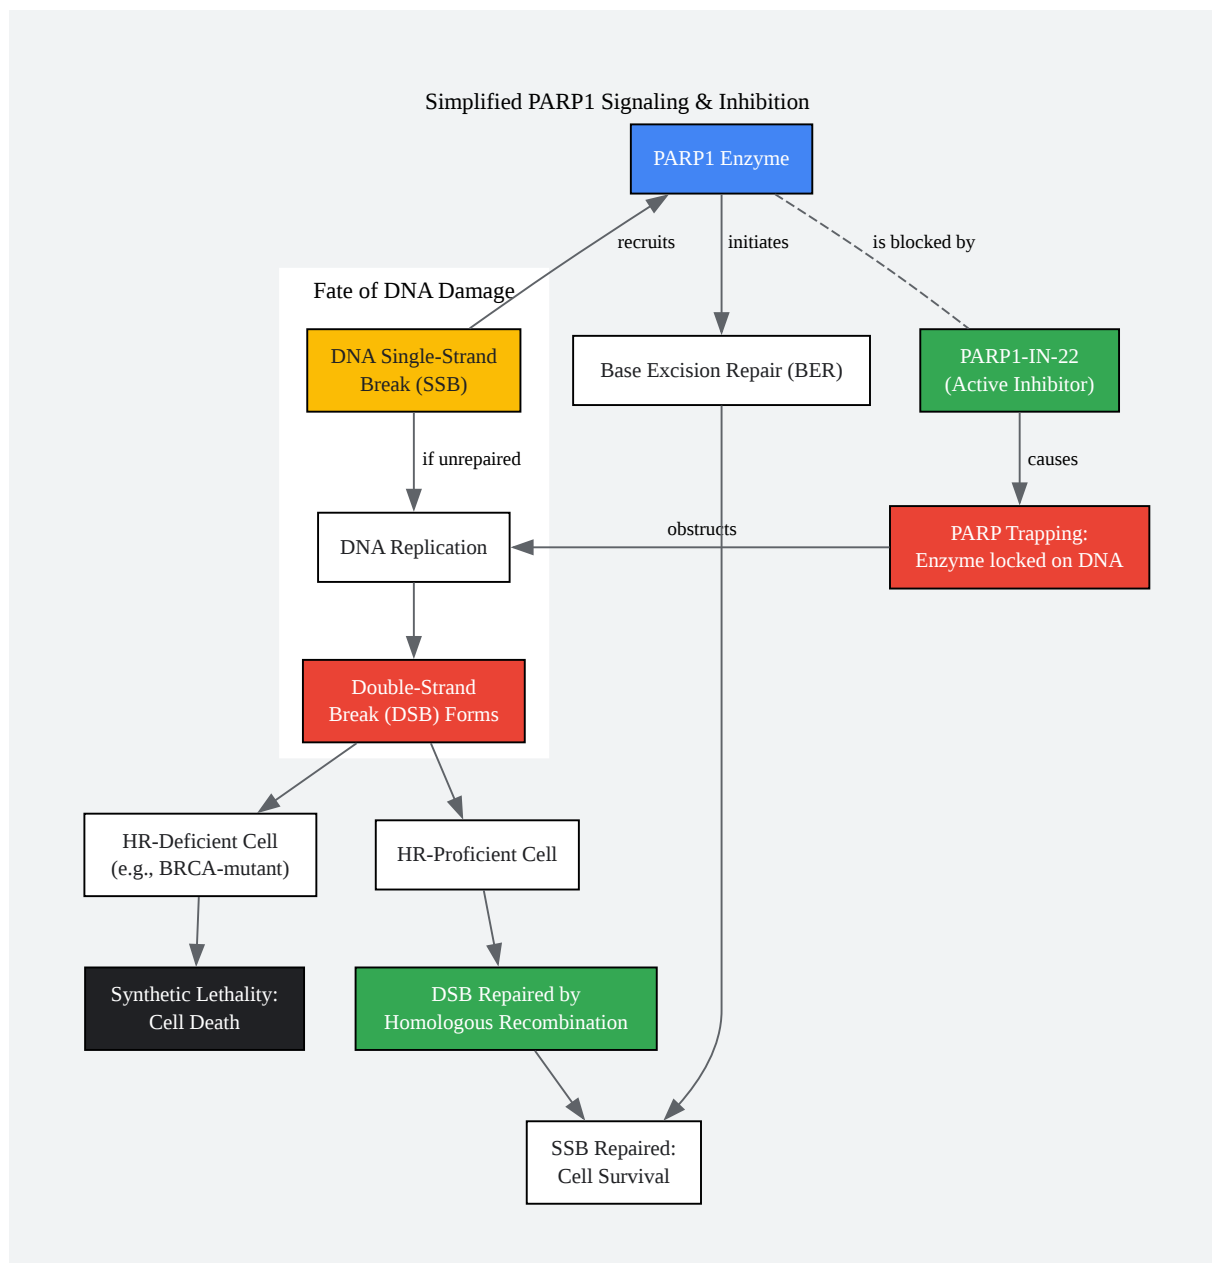 Simplified PARP1 Signaling & Inhibition
PARP1 Enzyme
recruits
initiates
is blocked by
Fate of DNA Damage
DNA Single-Strand
Break (SSB)
Base Excision Repair (BER)
PARP1-IN-22
(Active Inhibitor)
if unrepaired
causes
obstructs
DNA Replication
PARP Trapping:
Enzyme locked on DNA
Double-Strand
Break (DSB) Forms
HR-Deficient Cell
(e.g., BRCA-mutant)
HR-Proficient Cell
Synthetic Lethality:
Cell Death
DSB Repaired by
Homologous Recombination
SSB Repaired:
Cell Survival